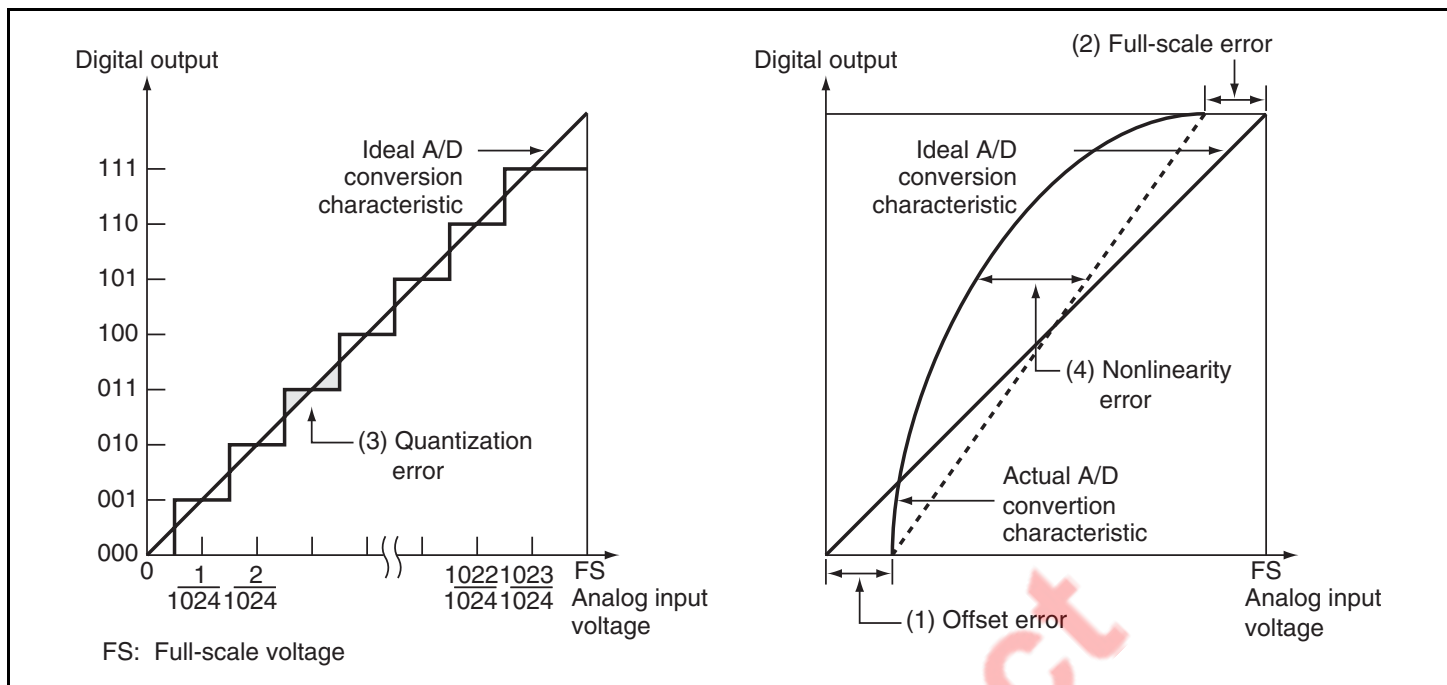 Digital output
Ideal A/D
conversion
characteristic
111
110
101
100
011
010
001
000
(3) Quantization
error
0
1
1024
2
1024
1022
1024
1023
1024
FS
Analog input
voltage
FS: Full-scale voltage
(2) Full-scale error
Digital output
Ideal A/D
conversion
characteristic
(4) Nonlinearity
error
Actual A/D
convertion
characteristic
FS
Analog input
voltage
(1) Offset error
ct